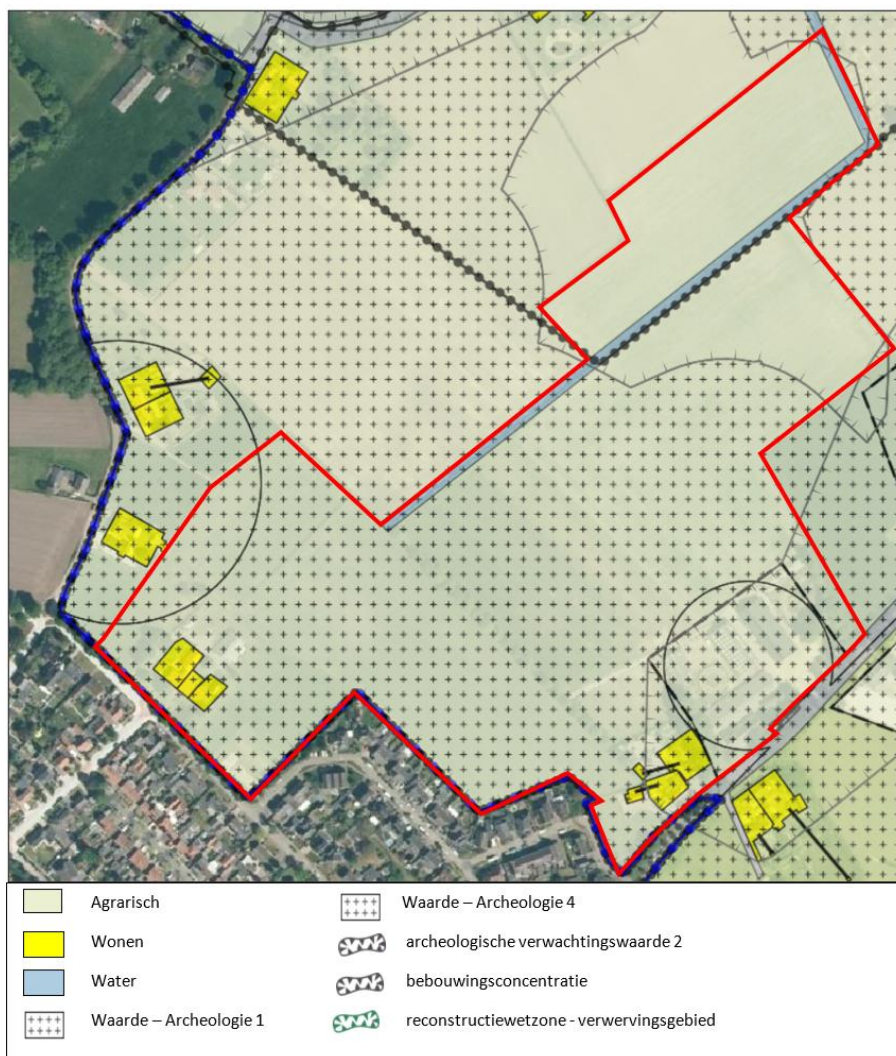 Agrarisch
Wonen
Water
Waarde – Archeologie 1
Waarde – Archeologie 4
archeologische verwachtingswaarde 2
bebouwingsconcentratie
reconstructiewetzone - verwervingsgebied